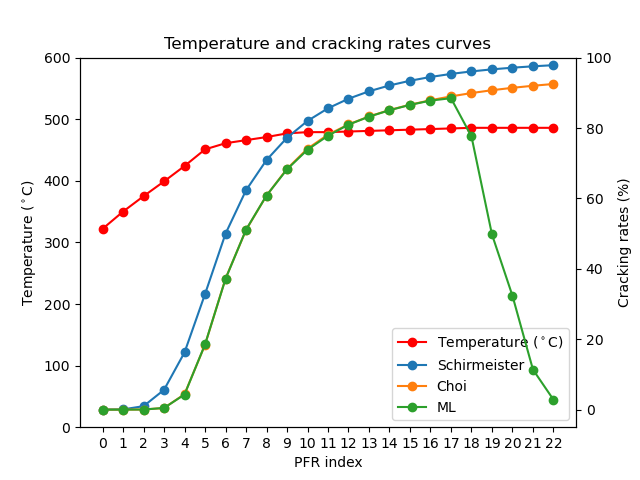 Temperature and cracking rates curves
Temperature (°C)
600
500
400
300
200
100
0
100
80
60
40
20
0
Cracking rates (%)
Temperature (°C)
Schirmeister
Choi
ML
0 1 2 3 4 5 6 7 8 9 10 11 12 13 14 15 16 17 18 19 20 21 22
PFR index